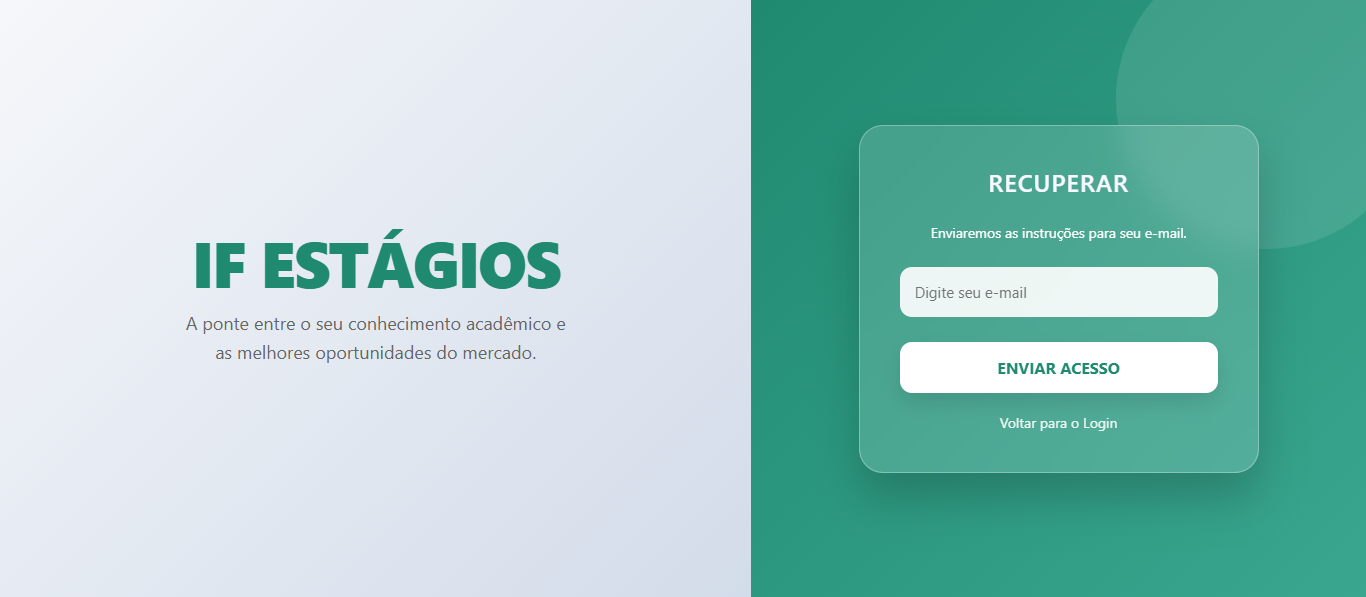 IF ESTÁGIOS
A ponte entre o seu conhecimento acadêmico e
as melhores oportunidades do mercado.
RECUPERAR
Enviaremos as instruções para seu e-mail.
Digite seu e-mail
ENVIAR ACESSO
Voltar para o Login